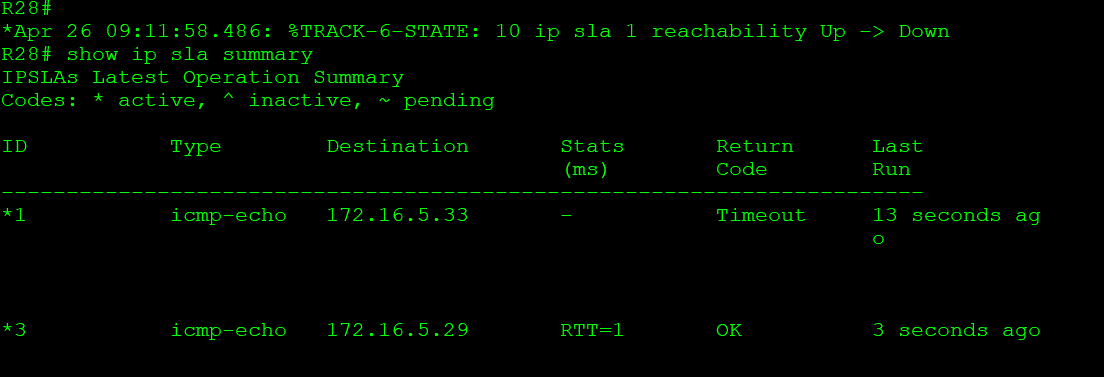 R28#
*Apr 26 09:11:58.486: %TRACK-6-STATE: 10 ip sla 1 reachability Up -> Down
R28# show ip sla summary
IPSLAs Latest Operation Summary
Codes: * active, ^ inactive, ~ pending
ID Type Destination Stats Return Last
(ms) Code Run
-----------------------------------------------------------------------
*1 icmp-echo 172.16.5.33 - Timeout 13 seconds ag
o
*3 icmp-echo 172.16.5.29 RTT=1 OK 3 seconds ago